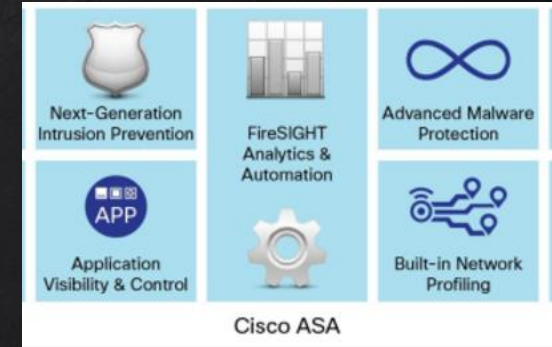 Next-Generation
Intrusion Prevention
FireSIGHT
Analytics &
Automation
Advanced Malware
Protection
APP
Application
Visibility & Control
Built-in Network
Profiling
Cisco ASA